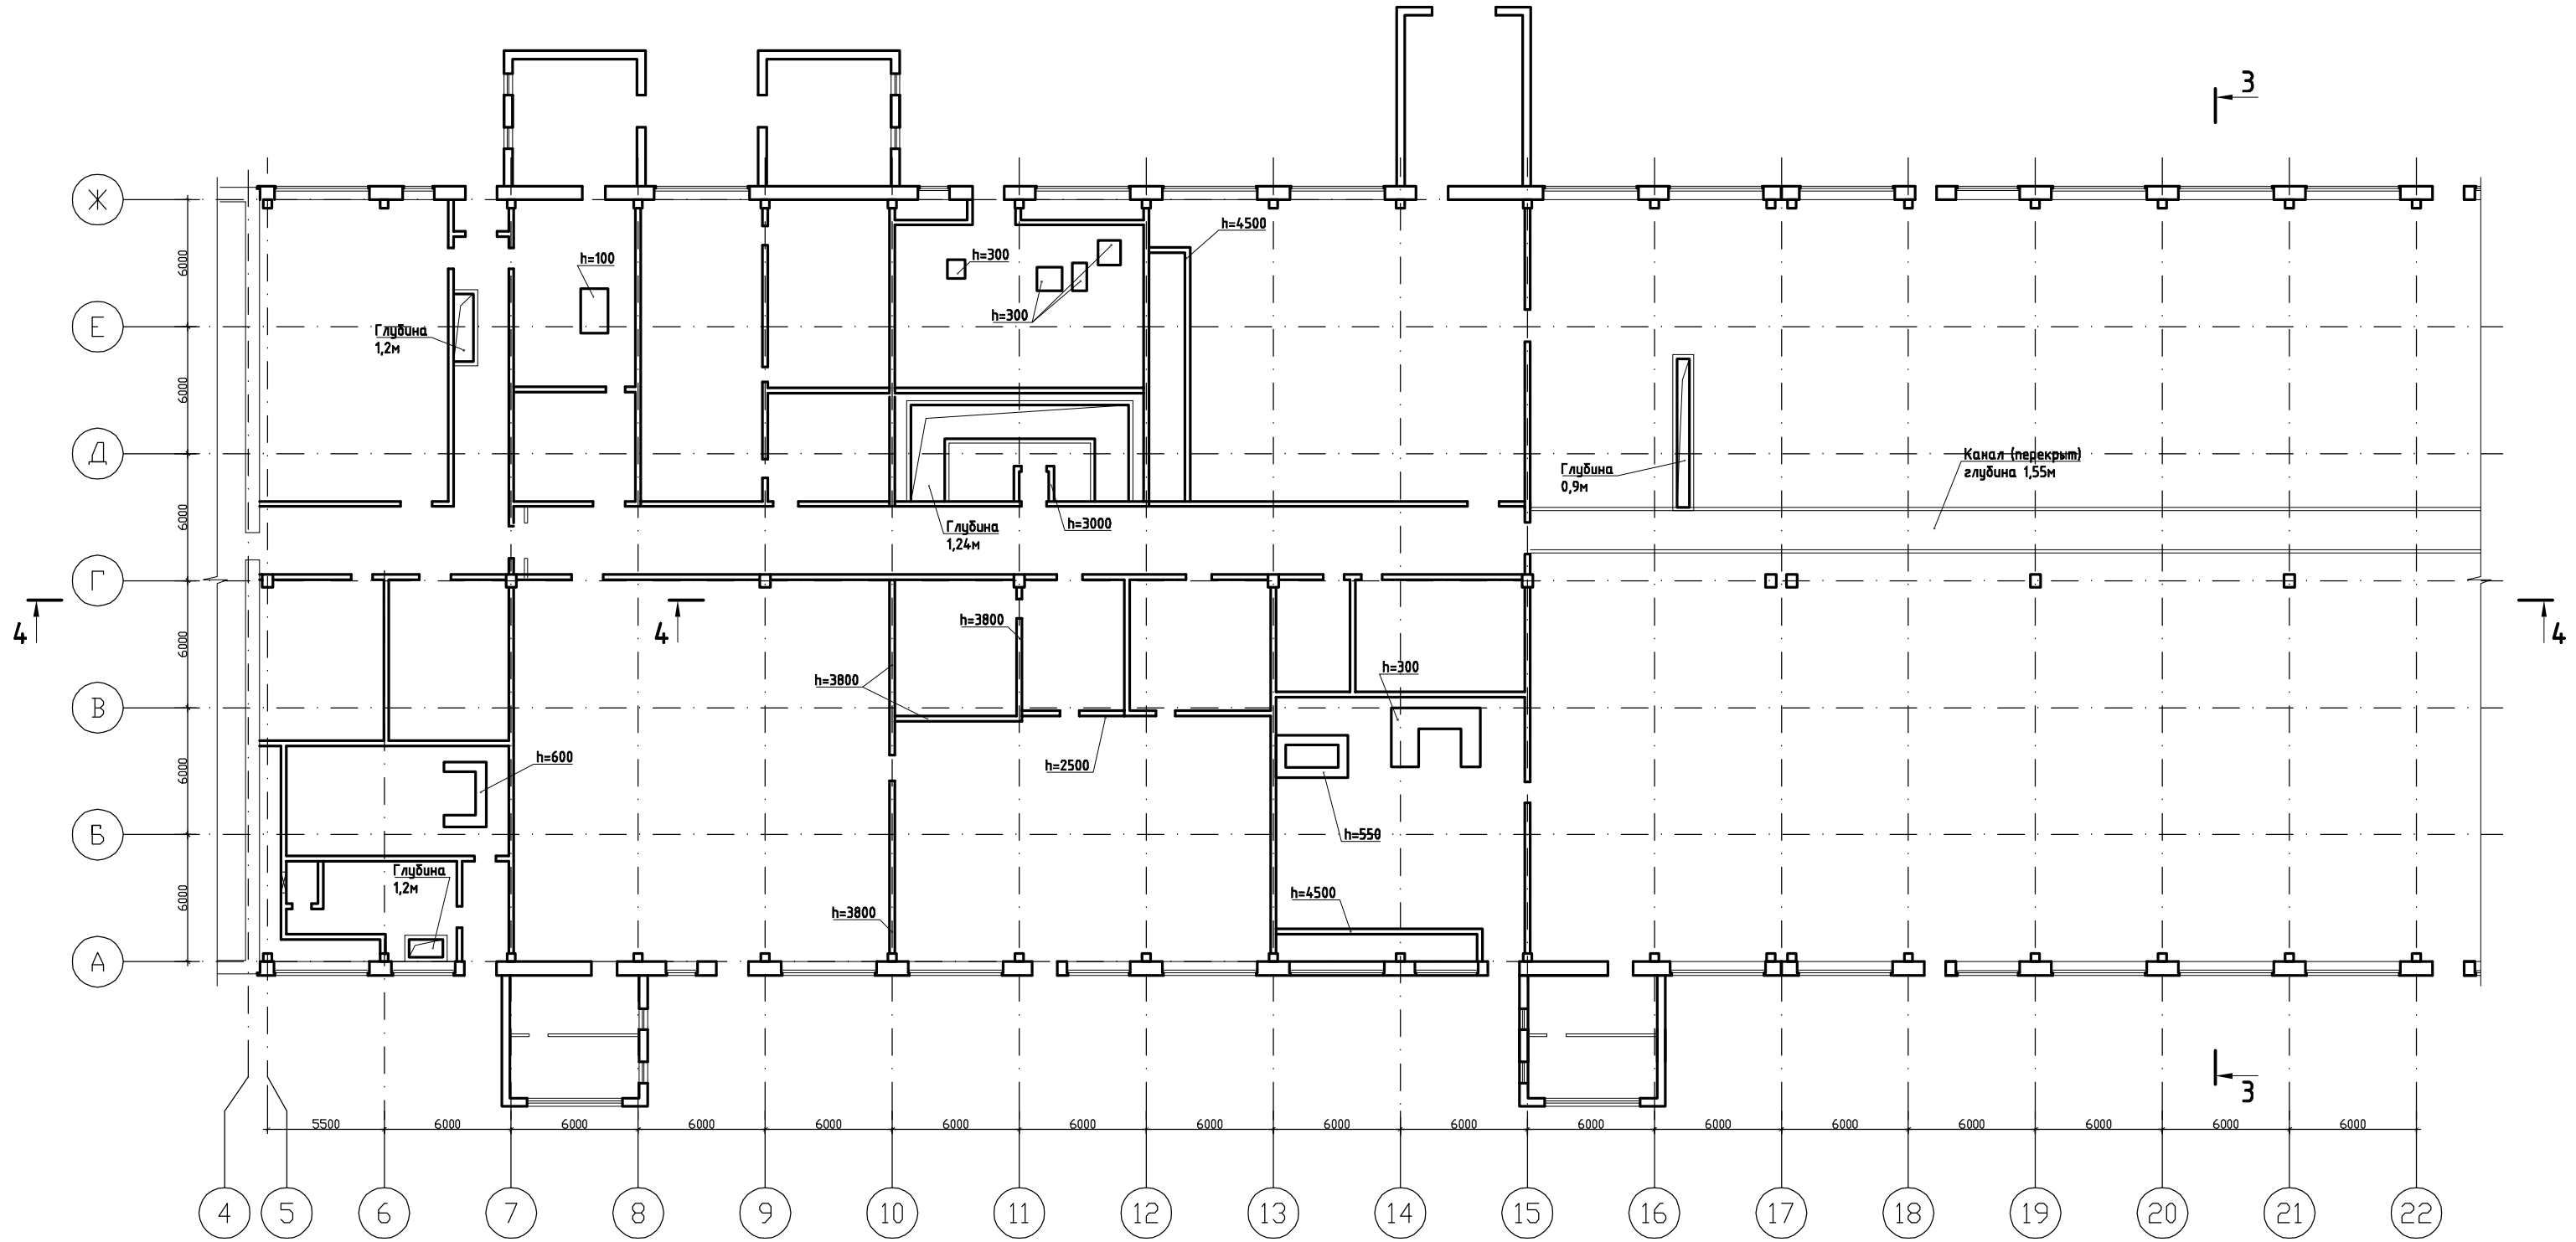 3
Ж
h=4500
6000
h=100
h=300
h=300
Е
Глубина
1,2м
6000
Д
Канал (перекрыт)
глубина 1,55м
Глубина
0,9м
6000
Глубина
1,24м
h=3000
Г
4
4
4
6000
h=3800
h=3800
h=300
В
6000
h=600
h=2500
Б
h=550
Глубина
1,2м
6000
h=4500
h=3800
А
3
5500 6000 6000 6000 6000 6000 6000 6000 6000 6000 6000 6000 6000 6000 6000 6000 6000
4 5 6 7 8 9 10 11 12 13 14 15 16 17 18 19 20 21 22